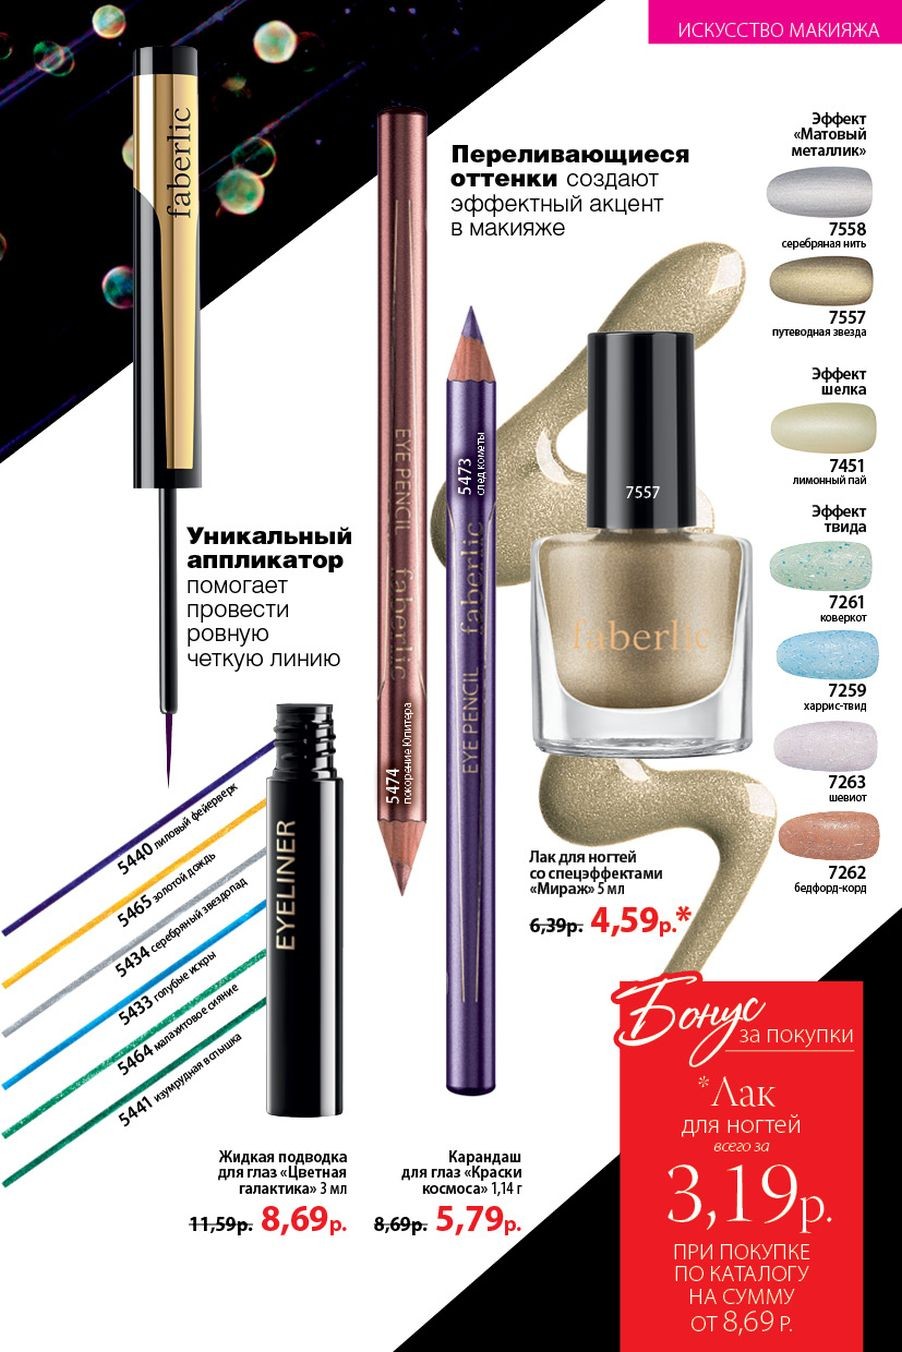 ИСКУССТВО МАКИЯЖА
faberlic
Переливающиеся
оттенки создают
эффектный акцент
в макияже
Эффект
«Матовый
металлик»
7558
серебряная нить
7557
путеводная звезда
Эффект
шелка
7451
лимонный пай
Эффект
твида
7261
коверкот
7259
харрис-твид
7263
шевиот
7262
бедфорд-корд
Уникальный
аппликатор
помогает
провести
ровную
четкую линию
EYE PENCIL faberlic
5474
покорение Юпитера
5473
след кометы
EYE PENCIL faberlic
7557
faberlic
5440 лиловый фейерверк
5465 золотой дождь
5434 серебряный звездопад
5433 голубые искры
5464 малахитовое сияние
5441 изумрудная вспышка
EYELINER
Лак для ногтей
со спецэффектами
«Мираж» 5 мл
6,39р. 4,59р.*
Жидкая подводка
для глаз «Цветная
галактика» 3 мл
11,59р. 8,69р.
Карандаш
для глаз «Краски
космоса» 1,14 г
8,69р. 5,79р.
Бонус
за покупки
*Лак
для ногтей
всего за
3,19р.
ПРИ ПОКУПКЕ
ПО КАТАЛОГУ
НА СУММУ
ОТ 8,69 Р.